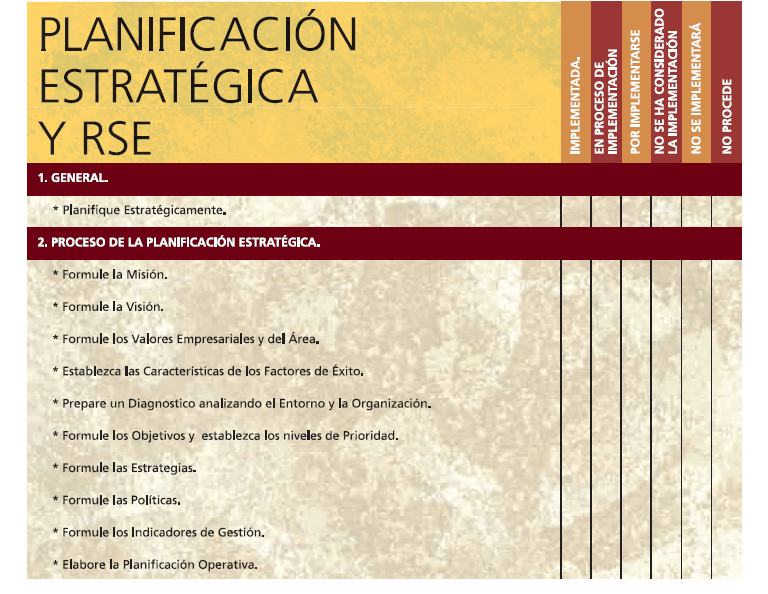 PLANIFICACIÓN
ESTRATÉGICA
Y RSE
IMPLEMENTADA.
EN PROCESO DE
IMPLEMENTACIÓN
POR IMPLEMENTARSE
NO SE HA CONSIDERADO
LA IMPLEMENTACIÓN
NO SE IMPLEMENTARÁ
NO PROCEDE
1. GENERAL.
* Planifique Estratégicamente.
2. PROCESO DE LA PLANIFICACIÓN ESTRATÉGICA.
* Formule la Misión.
* Formule la Visión.
* Formule los Valores Empresariales y del Área.
* Establezca las Características de los Factores de Éxito.
* Prepare un Diagnostico analizando el Entorno y la Organización.
* Formule los Objetivos y establezca los niveles de Prioridad.
* Formule las Estrategias.
* Formule las Políticas.
* Formule los Indicadores de Gestión.
* Elabore la Planificación Operativa.